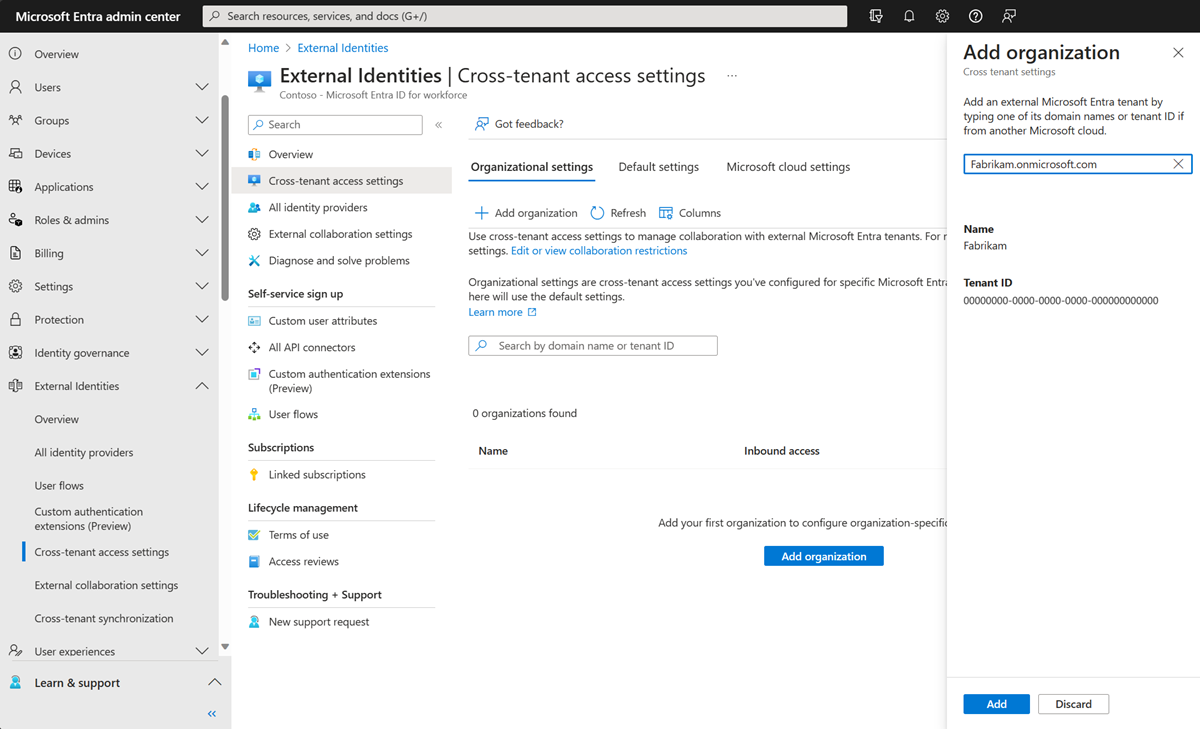 Microsoft Entra admin center
Search resources, services, and docs (G+/)
Overview
Users
Groups
Devices
Applications
Roles & admins
Billing
Settings
Protection
Identity governance
External Identities
Overview
All identity providers
User flows
Custom authentication
extensions (Preview)
Cross-tenant access settings
External collaboration settings
Cross-tenant synchronization
User experiences
Learn & support
Home > External Identities
External Identities | Cross-tenant access settings ...
Contoso - Microsoft Entra ID for workforce
Search
Overview
Cross-tenant access settings
All identity providers
External collaboration settings
Diagnose and solve problems
Self-service sign up
Custom user attributes
All API connectors
Custom authentication extensions
(Preview)
User flows
Subscriptions
Linked subscriptions
Lifecycle management
Terms of use
Access reviews
Troubleshooting + Support
New support request
Got feedback?
Organizational settings Default settings Microsoft cloud settings
Add organization Refresh Columns
Use cross-tenant access settings to manage collaboration with external Microsoft Entra tenants. For
settings. Edit or view collaboration restrictions
Organizational settings are cross-tenant access settings you've configured for specific Microsoft Entra
here will use the default settings.
Learn more
Search by domain name or tenant ID
0 organizations found
Name Inbound access
Add your first organization to configure organization-specific
Add organization
Add organization
Cross tenant settings
Add an external Microsoft Entra tenant by
typing one of its domain names or tenant ID if
from another Microsoft cloud.
Fabrikam.onmicrosoft.com
Name
Fabrikam
Tenant ID
00000000-0000-0000-0000-000000000000
Add Discard